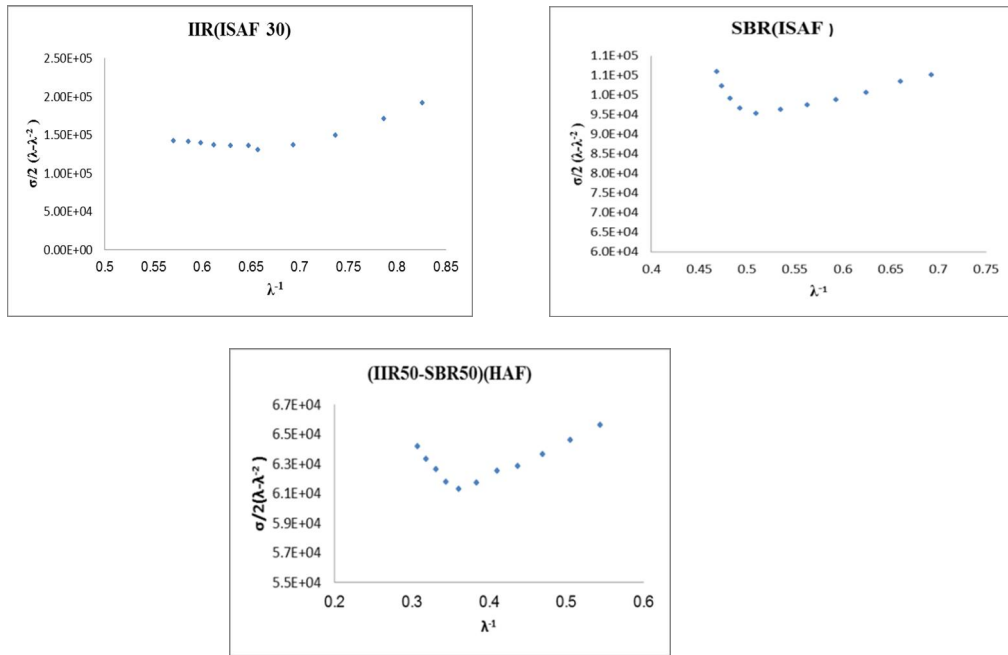 IIR(ISAF 30)
2.50E+05
2.00E+05
1.50E+05
1.00E+05
5.00E+04
0.00E+00
σ/2 (λ-λ⁻²)
0.5 0.55 0.6 0.65 0.7 0.75 0.8 0.85
λ⁻¹
SBR(ISAF )
1.1E+05
1.1E+05
1.0E+05
9.5E+04
9.0E+04
8.5E+04
8.0E+04
7.5E+04
7.0E+04
6.5E+04
6.0E+04
σ/2 (λ-λ⁻²)
0.4 0.45 0.5 0.55 0.6 0.65 0.7 0.75
λ⁻¹
(IIR50-SBR50)(HAF)
6.7E+04
6.5E+04
6.3E+04
6.1E+04
5.9E+04
5.7E+04
5.5E+04
σ/2(λ-λ⁻²)
0.2 0.3 0.4 0.5 0.6
λ⁻¹